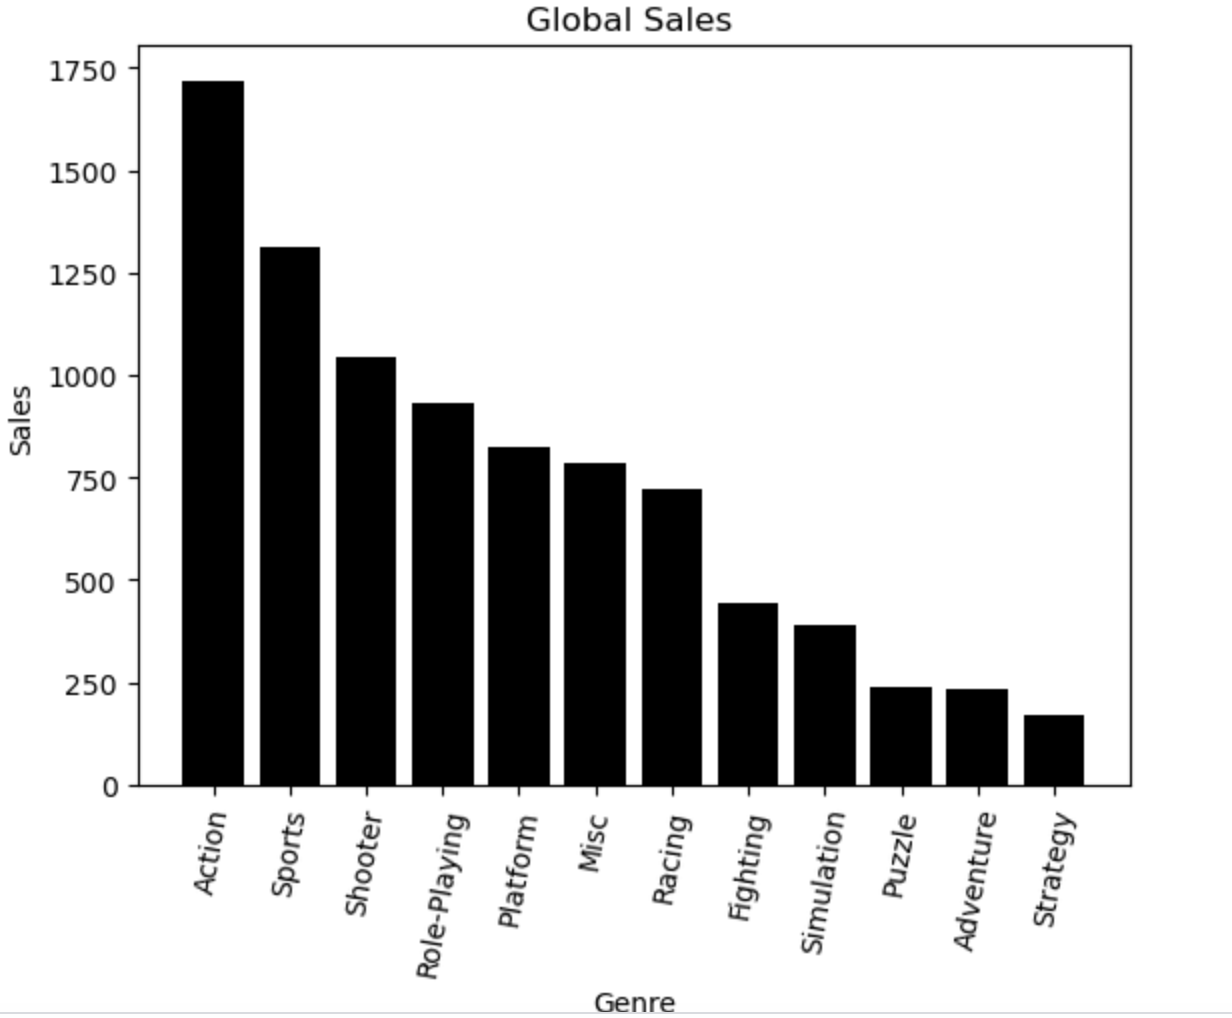 Global Sales
1750
1500
1250
1000
750
500
250
0
Sales
Action
Sports
Shooter
Role-Playing
Platform
Misc
Racing
Fighting
Simulation
Puzzle
Adventure
Strategy
Genre